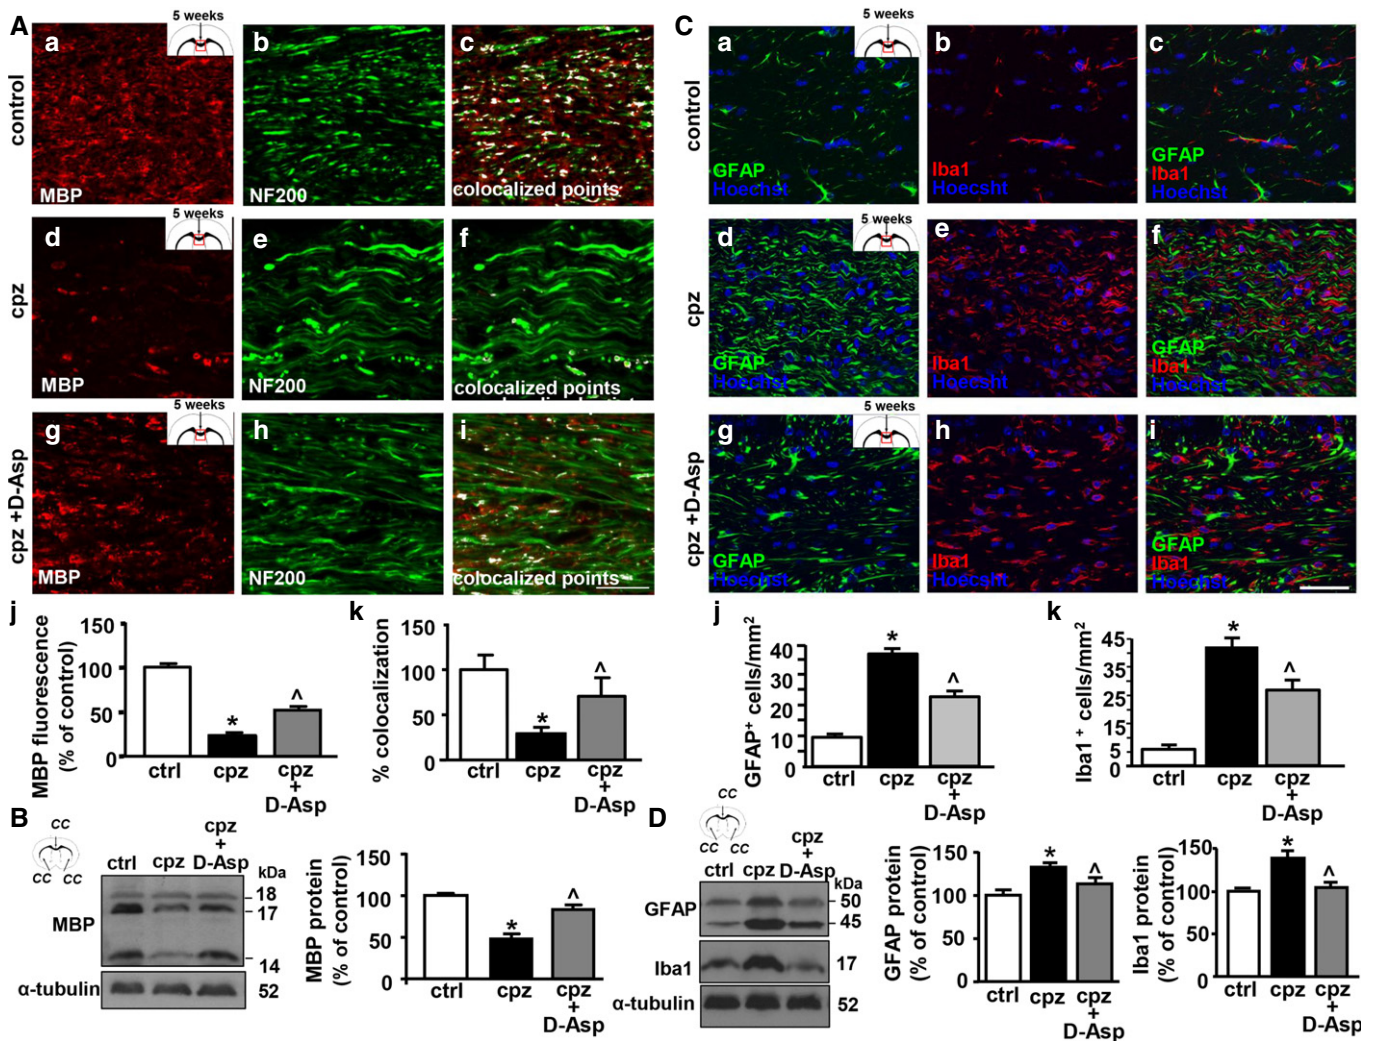 A
5 weeks
a
b
c
control
MBP
NF200
colocalized points
5 weeks
d
e
f
cpz
MBP
NF200
colocalized points
5 weeks
g
h
i
cpz +D-Asp
MBP
NF200
colocalized points
j
MBP fluorescence
(% of control)
150
100
50
0
ctrl
cpz
cpz
+
D-Asp
*
^
k
% colocalization
150
100
50
0
ctrl
cpz
cpz
+
D-Asp
*
^
B
cc
cc cc
ctrl
cpz
cpz
+
D-Asp
kDa
MBP
18
17
14
α-tubulin
52
MBP protein
(% of control)
150
100
50
0
ctrl
cpz
cpz
+
D-Asp
*
^
C
5 weeks
a
b
c
control
GFAP
Hoechst
Iba1
Hoecsht
GFAP
Iba1
Hoechst
5 weeks
d
e
f
cpz
GFAP
Hoechst
Iba1
Hoecsht
GFAP
Iba1
Hoechst
5 weeks
g
h
i
cpz +D-Asp
GFAP
Hoechst
Iba1
Hoecsht
GFAP
Iba1
Hoechst
j
GFAP+ cells/mm2
40
30
20
10
0
ctrl
cpz
cpz
+
D-Asp
*
^
k
Iba1 + cells/mm2
45
35
25
15
5
0
ctrl
cpz
cpz
+
D-Asp
*
^
D
cc
cc cc
ctrl
cpz
cpz
+
D-Asp
kDa
GFAP
50
45
Iba1
17
α-tubulin
52
GFAP protein
(% of control)
150
100
50
0
ctrl
cpz
cpz
+
D-Asp
*
^
Iba1 protein
(% of control)
150
100
50
0
ctrl
cpz
cpz
+
D-Asp
*
^